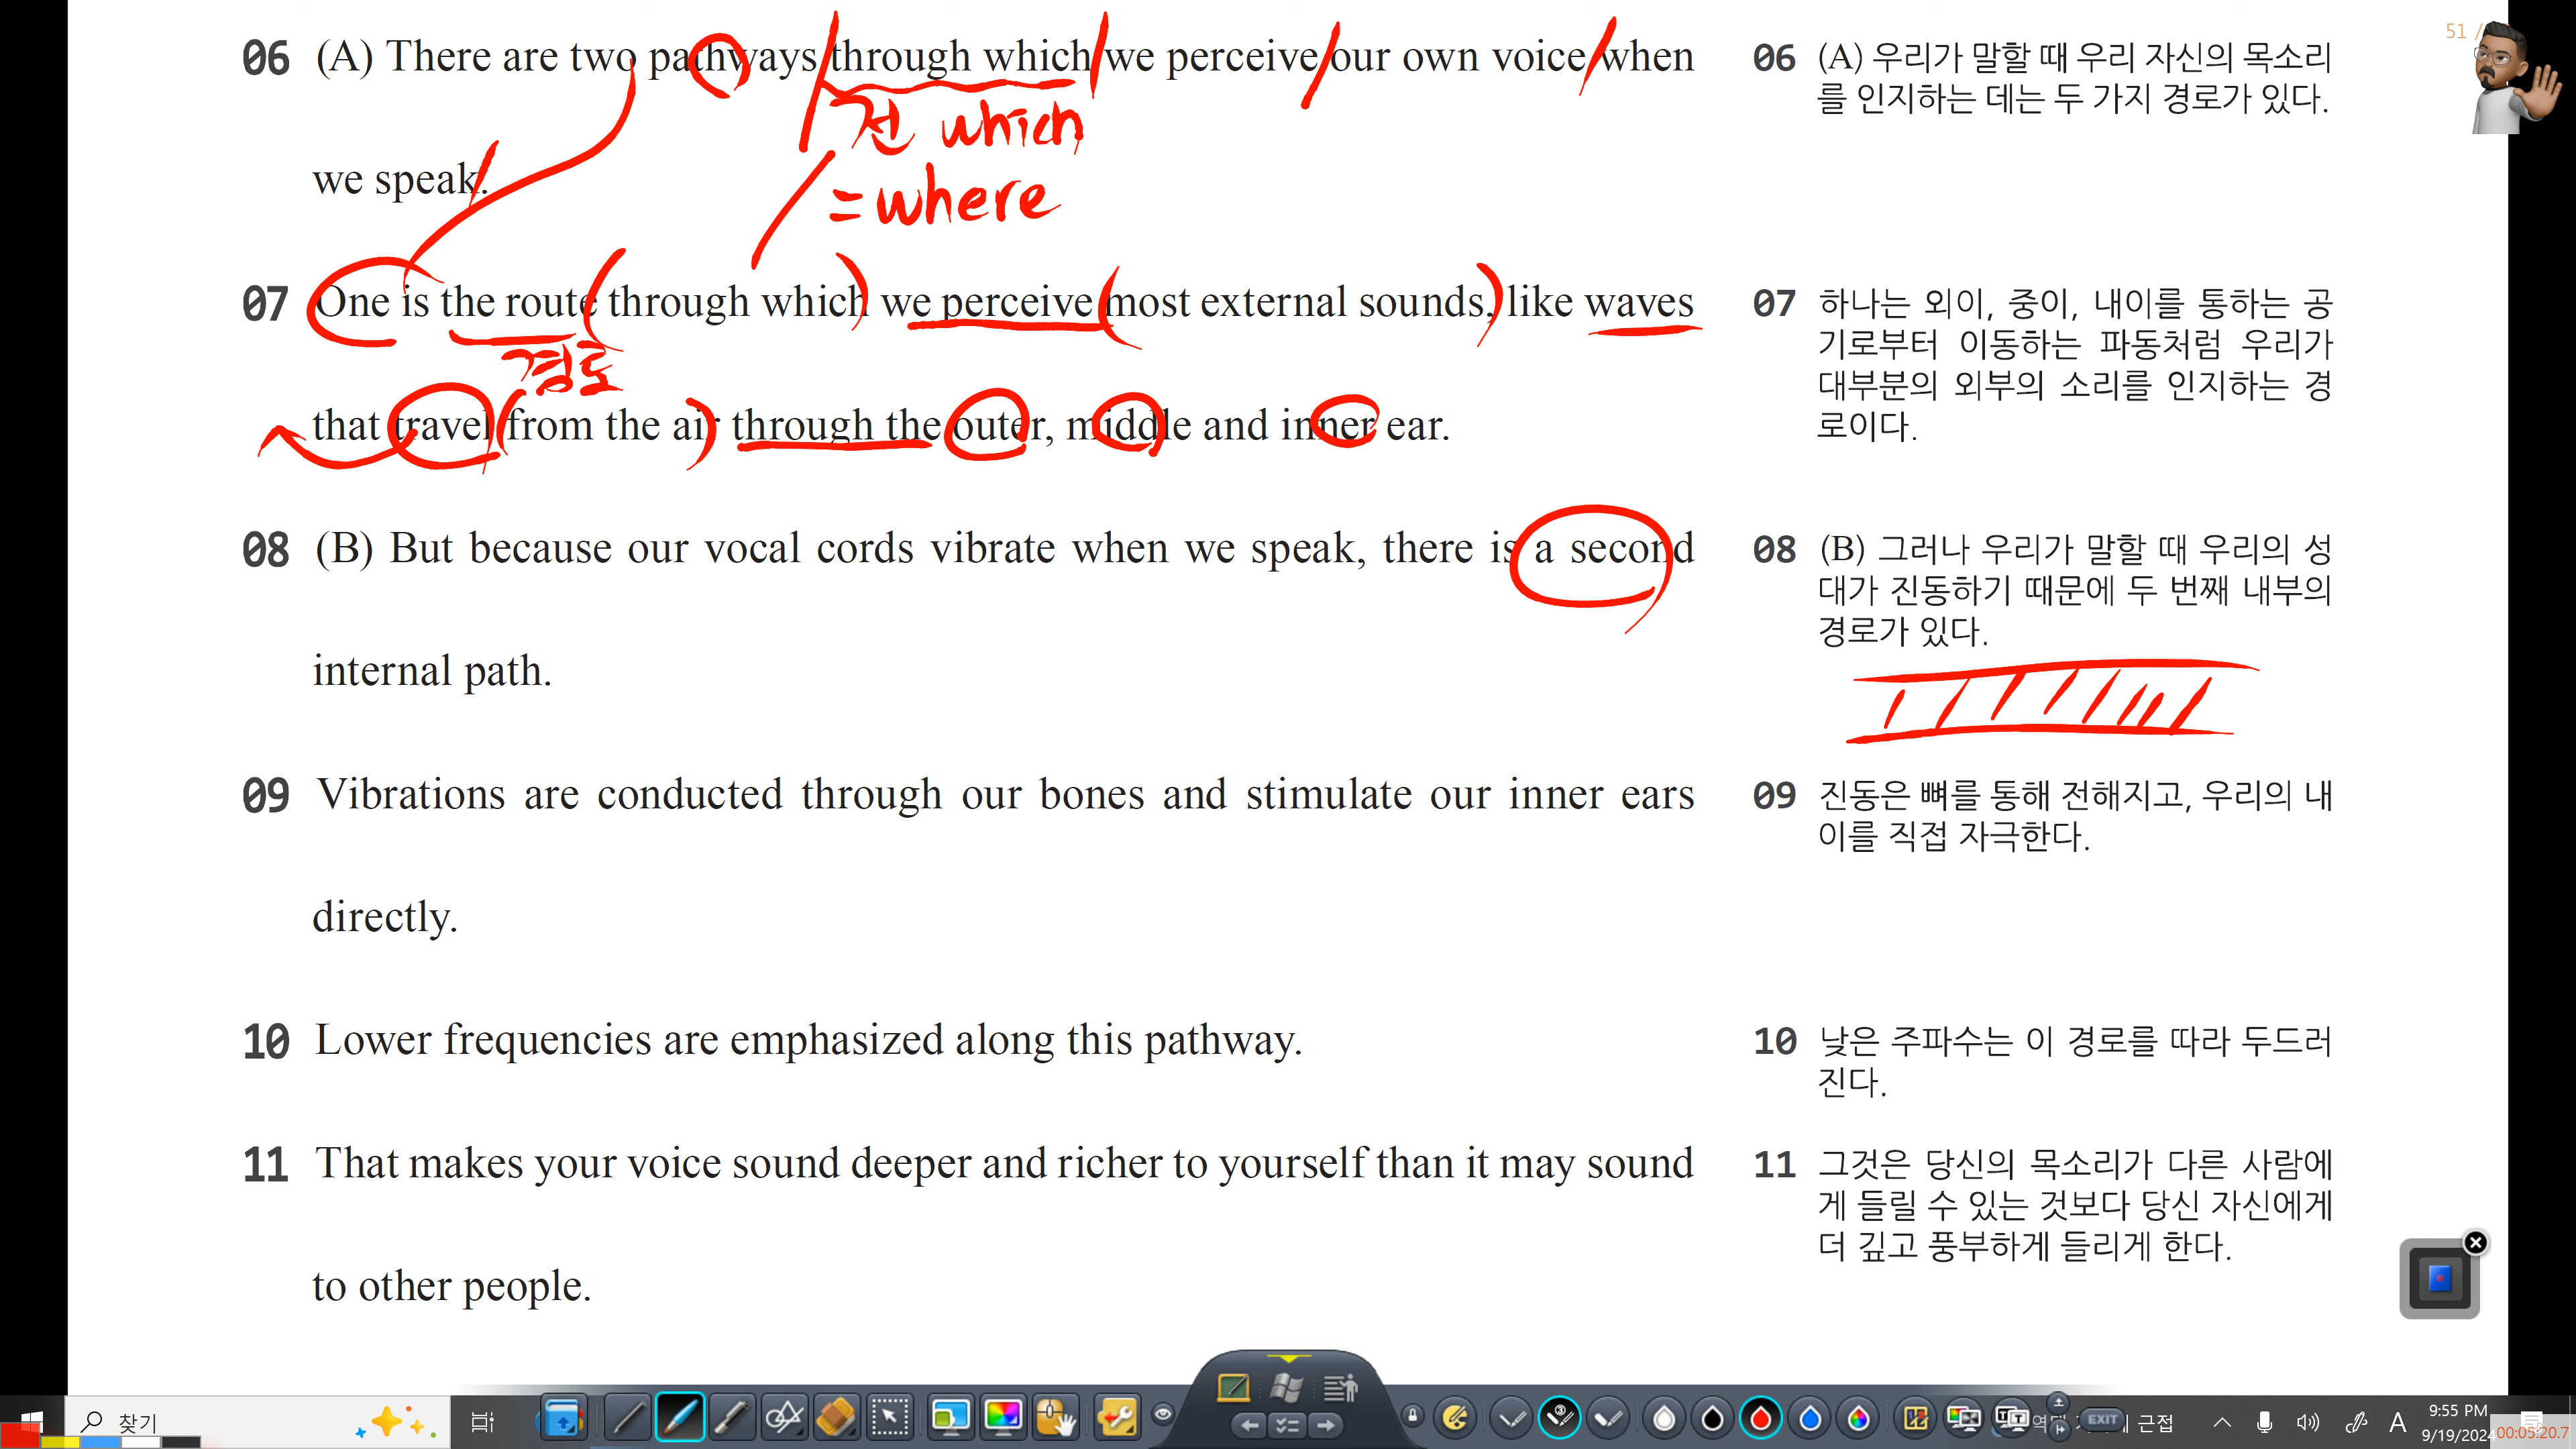 51 /
06 (A) There are two pathways through which we perceive our own voice when
06 (A) 우리가 말할 때 우리 자신의 목소리
를 인지하는 데는 두 가지 경로가 있다.
전 which
we speak.
=where
07 One is the route through which we perceive most external sounds, like waves
07 하나는 외이, 중이, 내이를 통하는 공
기로부터 이동하는 파동처럼 우리가
대부분의 외부의 소리를 인지하는 경
로이다.
경로
that travel from the air through the outer, middle and inner ear.
08 (B) But because our vocal cords vibrate when we speak, there is a second
08 (B) 그러나 우리가 말할 때 우리의 성
대가 진동하기 때문에 두 번째 내부의
경로가 있다.
internal path.
09 Vibrations are conducted through our bones and stimulate our inner ears
09 진동은 뼈를 통해 전해지고, 우리의 내
이를 직접 자극한다.
directly.
10 Lower frequencies are emphasized along this pathway.
10 낮은 주파수는 이 경로를 따라 두드러
진다.
11 That makes your voice sound deeper and richer to yourself than it may sound
11 그것은 당신의 목소리가 다른 사람에
게 들릴 수 있는 것보다 당신 자신에게
더 깊고 풍부하게 들리게 한다.
to other people.
찾기
EXIT
근접
A
9:55 PM
9/19/2024
00:05:20.7